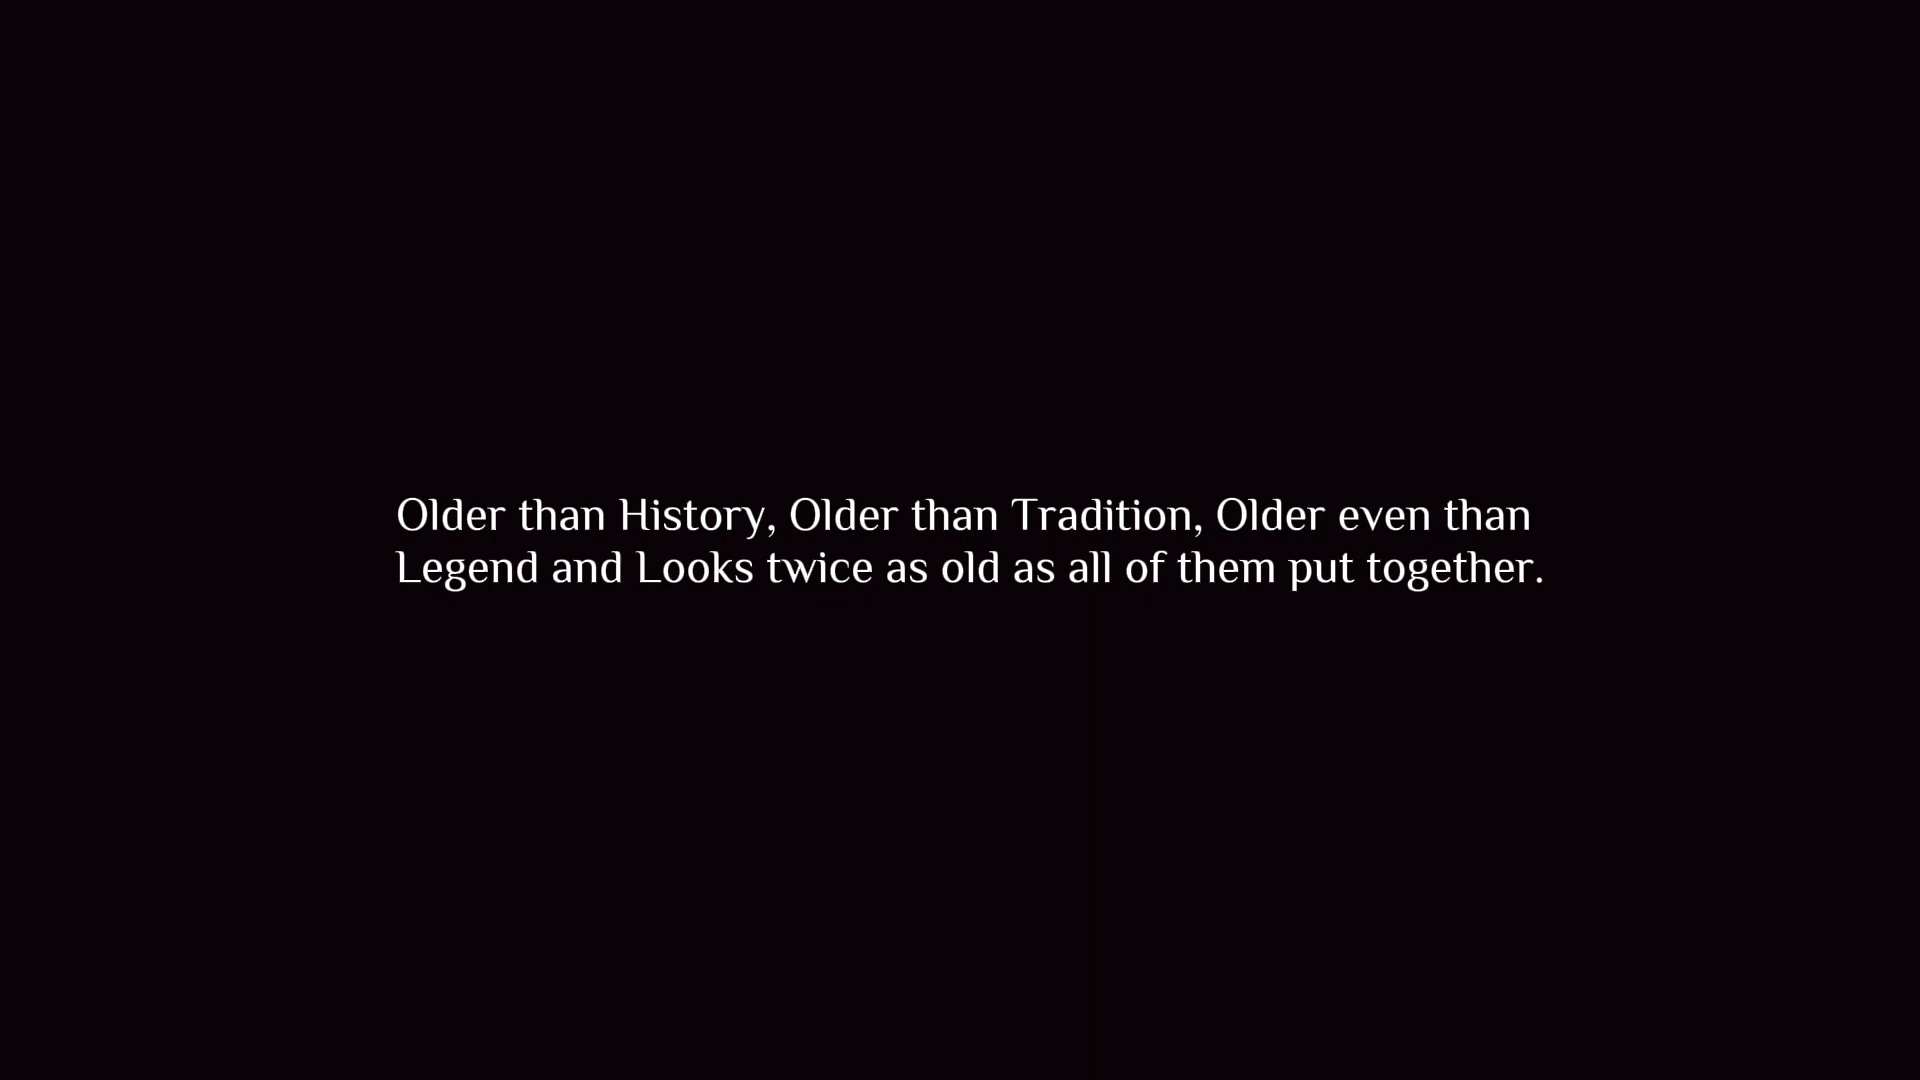 Older than History, Older than Tradition, Older even than
Legend and Looks twice as old as all of them put together.